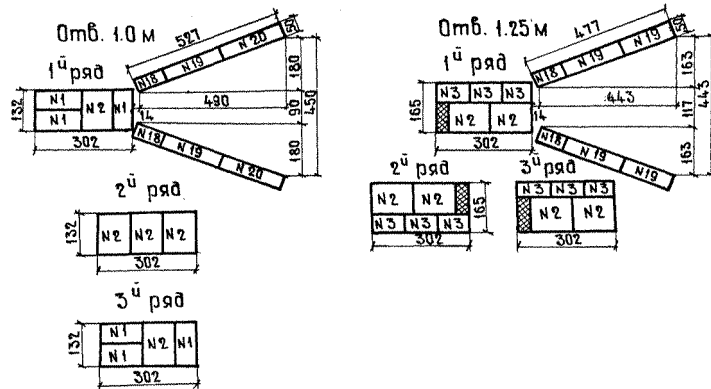 Отв. 1.0 м
1й ряд
527
50
N18 N19 N20
180
490
90
450
14
132
N1
N1
N2 N1
302
N18 N19 N20
180
2й ряд
132
N2 N2 N2
302
3й ряд
132
N1
N1
N2 N1
302
Отв. 1.25 м
1й ряд
477
50
N18 N19 N19
163
443
117
443
14
165
N3 N3 N3
N2 N2
302
N18 N19 N19
163
2й ряд
N2 N2
N3 N3 N3
165
302
3й ряд
N3 N3 N3
N2 N2
302